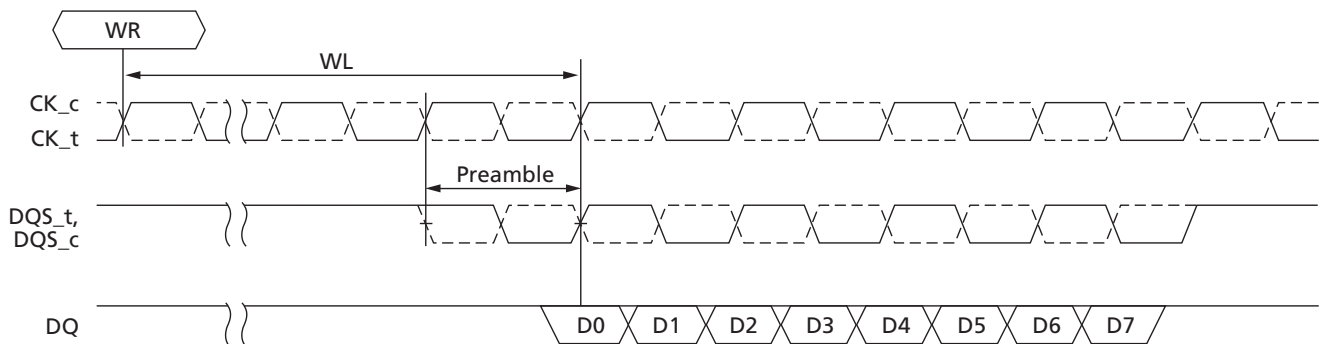 WR
WL
CK_c
CK_t
Preamble
DQS_t,
DQS_c
DQ
D0 D1 D2 D3 D4 D5 D6 D7